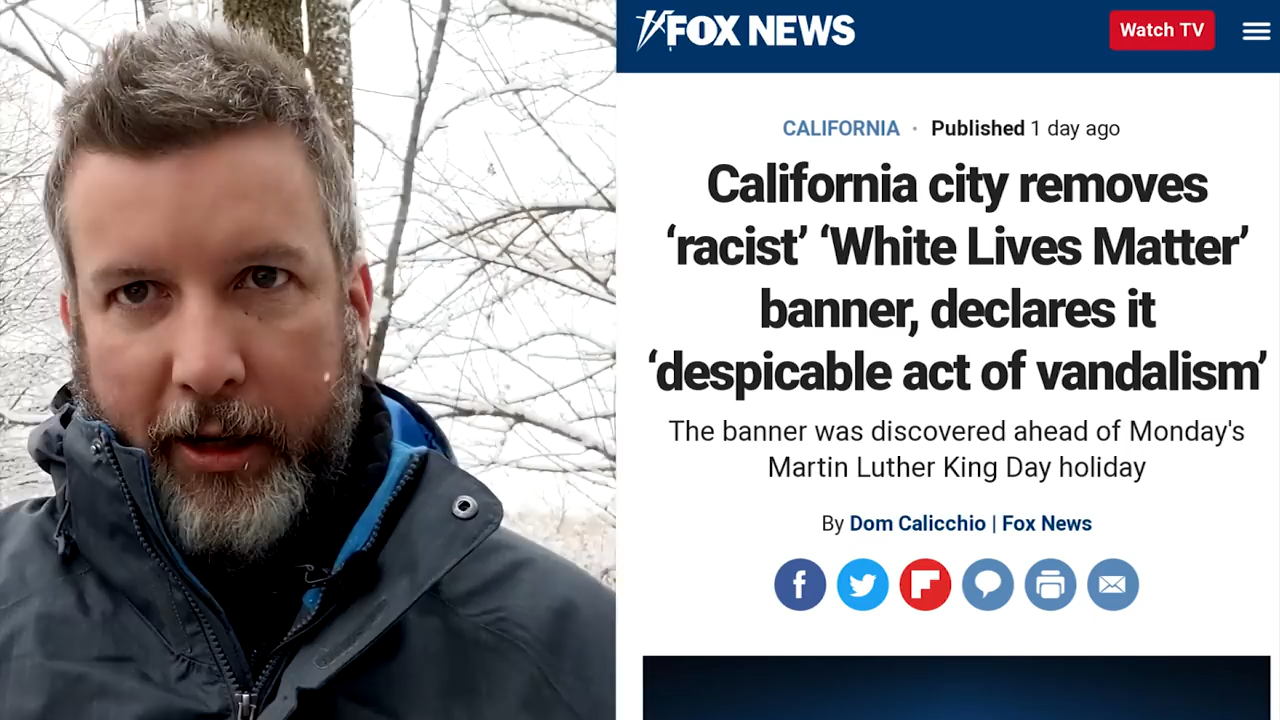 FOX NEWS
Watch TV
CALIFORNIA • Published 1 day ago
California city removes
‘racist’ ‘White Lives Matter’
banner, declares it
‘despicable act of vandalism’
The banner was discovered ahead of Monday's
Martin Luther King Day holiday
By Dom Calicchio | Fox News